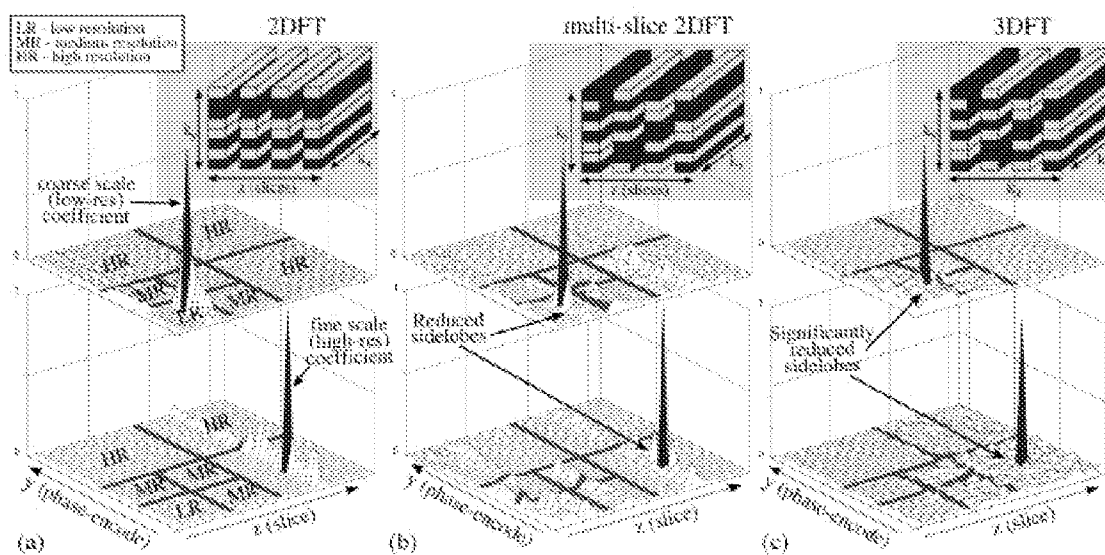 LR - low resolution
MR - medium resolution
HR - high resolution
2DFT
multi-slice 2DFT
3DFT
z slices
z slices
coarse scale
(low-res)
coefficient
HR
HR
HR
MR
MR
LR
fine scale
(high-res)
coefficient
Reduced
sidelobes
Significantly
reduced
sidelobes
HR
HR
MR
MR
LR
MR
y (phase-encode)
z (slice)
y (phase-encode)
z (slice)
y (phase-encode)
z (slice)
(a)
(b)
(c)